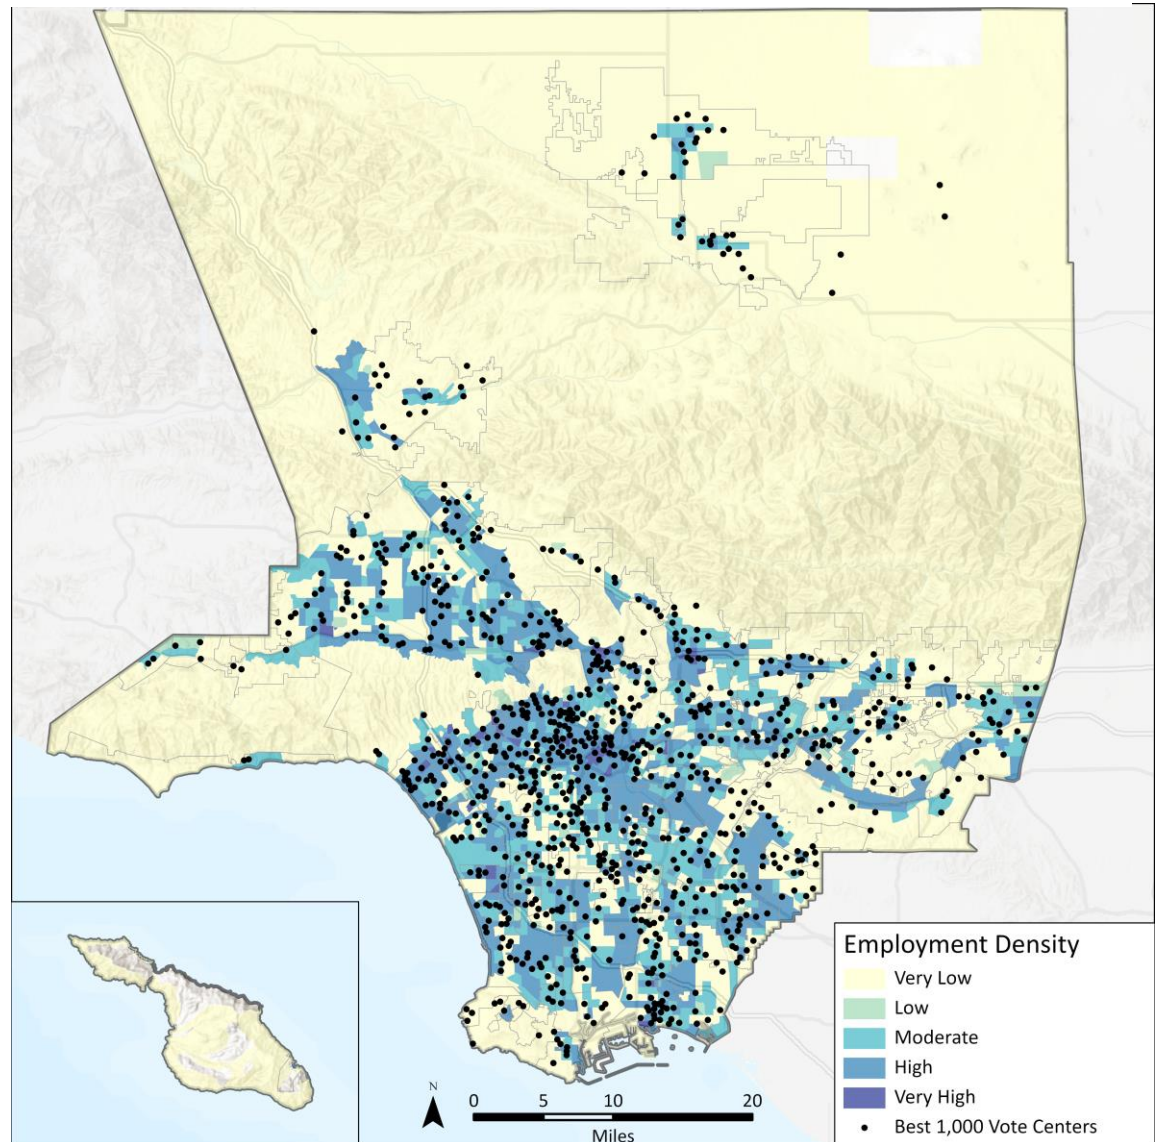 Employment Density
Very Low
Low
Moderate
High
Very High
Best 1,000 Vote Centers
N
0 5 10 20
Miles